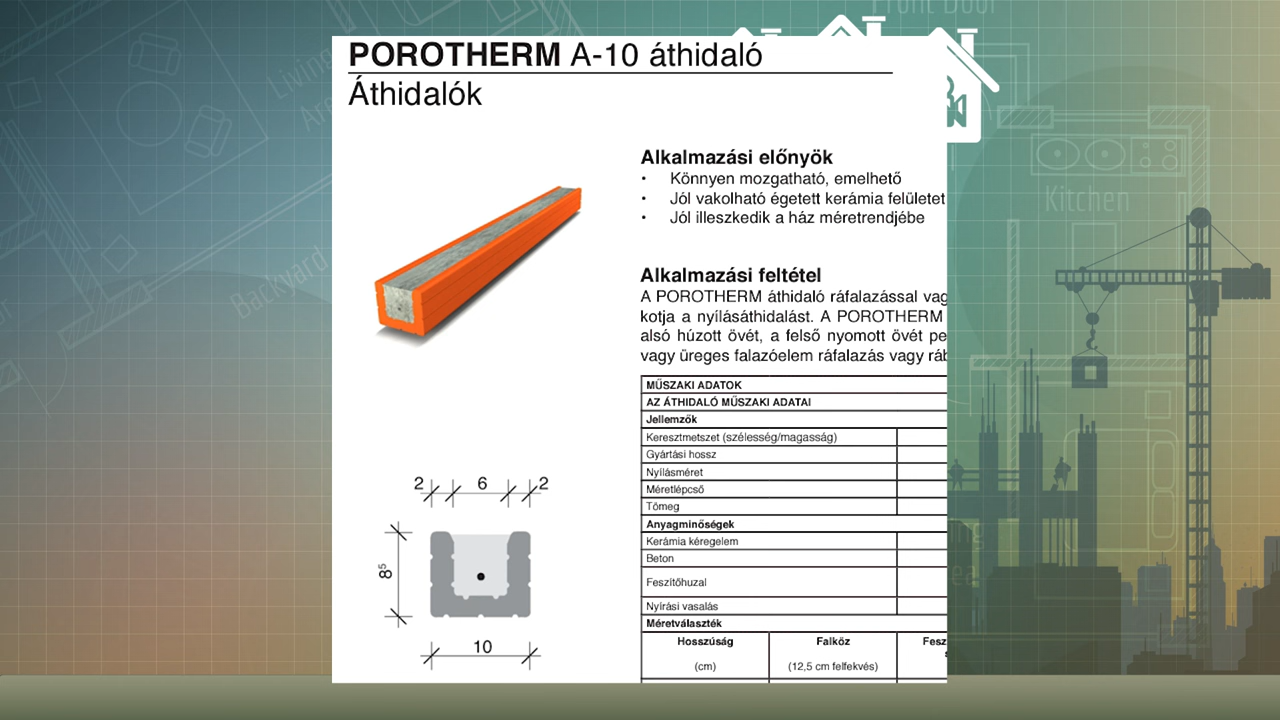 Front Door
POROTHERM A-10 áthidaló
Áthidalók
Living
Backyard
Kitchen
Alkalmazási előnyök
• Könnyen mozgatható, emelhető
• Jól vakolható égetett kerámia felületet
• Jól illeszkedik a ház méretrendjébe
Alkalmazási feltétel
A POROTHERM áthidaló ráfalazással vag
kotja a nyílásáthidalást. A POROTHERM
alsó húzott övét, a felső nyomott övét pe
vagy üreges falazóelem ráfalazás vagy ráb
MŰSZAKI ADATOK
AZ ÁTHIDALÓ MŰSZAKI ADATAI
Jellemzők
Keresztmetszet (szélesség/magasság)
Gyártási hossz
Nyílásméret
Méretlépcső
Tömeg
Anyagminőségek
Kerámia kéregelem
Beton
Feszítőhuzal
Nyírási vasalás
Méretválaszték
Hosszúság Falköz Fesz
(cm) (12,5 cm felfekvés)
2 6 2
8⁵
10